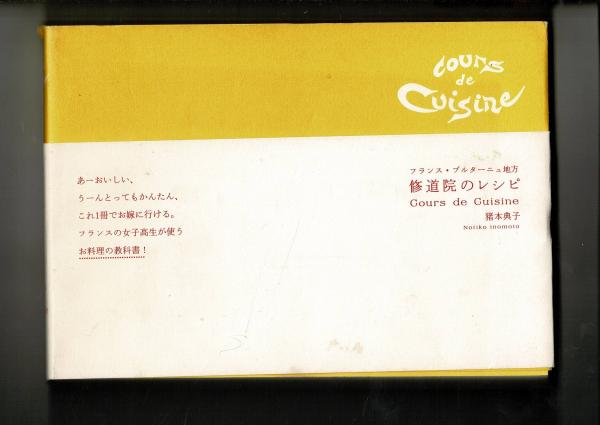 Cours
de
Cuisine
フランス・ブルターニュ地方
修道院のレシピ
Cours de Cuisine
猪本典子
Noriko Inomoto
あーおいしい、
うーんとってもかんたん、
これ1冊でお嫁に行ける。
フランスの女子高生が使う
お料理の教科書！